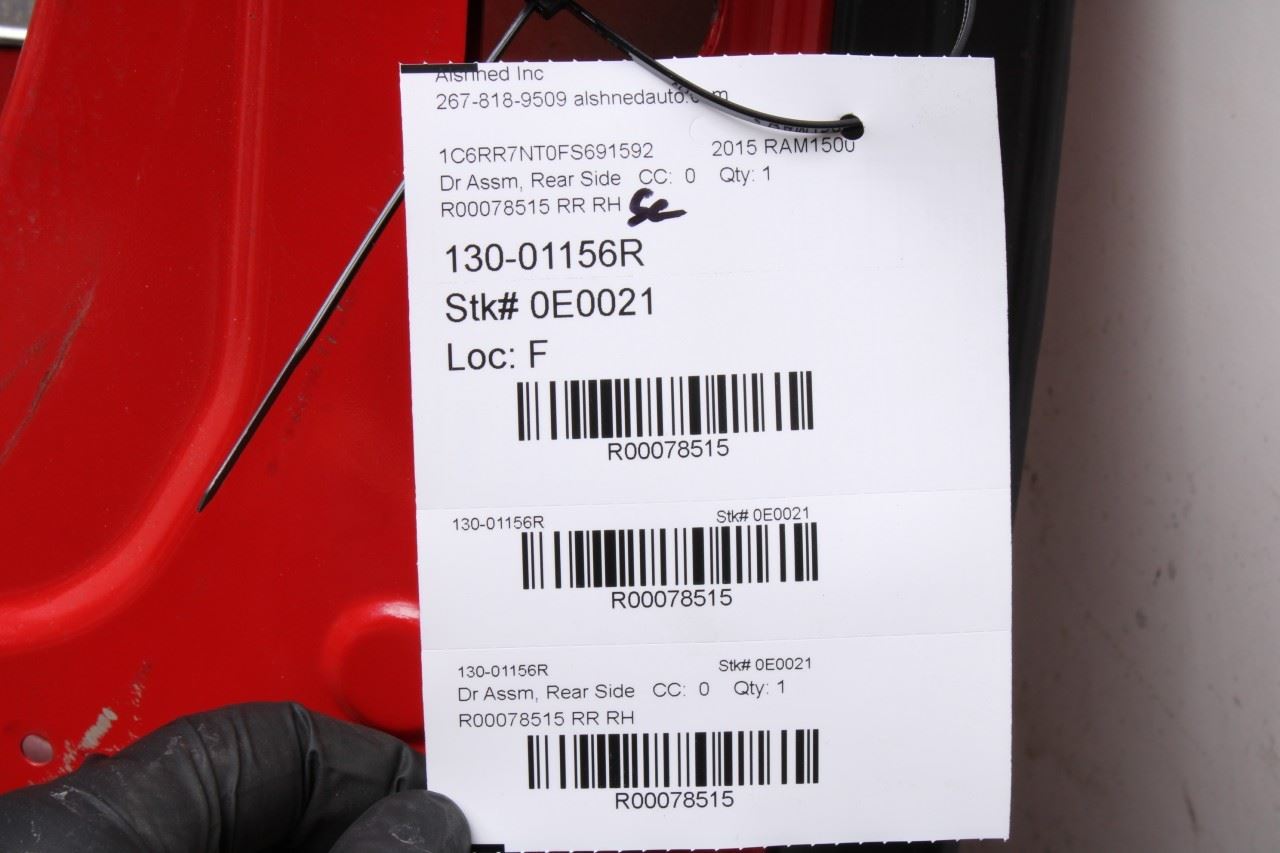 Alshned Inc
267-818-9509 alshnedauto.com
1C6RR7NT0FS691592 2015 RAM1500
Dr Assm, Rear Side CC: 0 Qty: 1
R00078515 RR RH
130-01156R
Stk# 0E0021
Loc: F
R00078515
130-01156R Stk# 0E0021
R00078515
130-01156R Stk# 0E0021
Dr Assm, Rear Side CC: 0 Qty: 1
R00078515 RR RH
R00078515